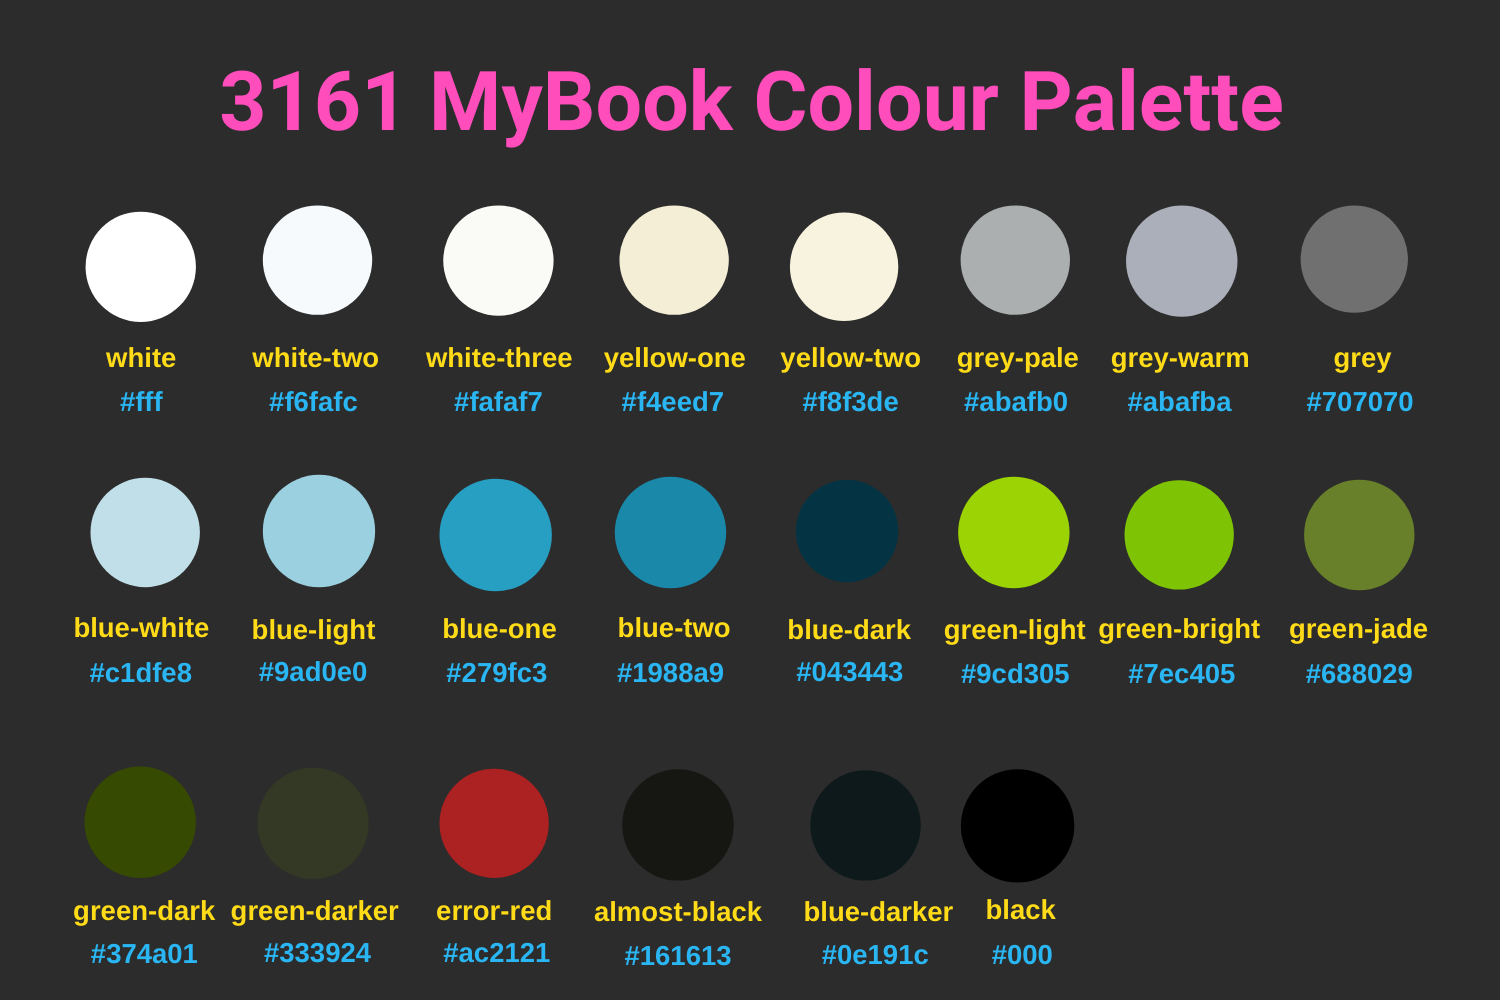 3161 MyBook Colour Palette
white white-two white-three yellow-one yellow-two grey-pale grey-warm grey
#fff #f6fafc #fafaf7 #f4eed7 #f8f3de #abafb0 #abafba #707070
blue-white blue-light blue-one blue-two blue-dark green-light green-bright green-jade
#c1dfe8 #9ad0e0 #279fc3 #1988a9 #043443 #9cd305 #7ec405 #688029
green-dark green-darker error-red almost-black blue-darker black
#374a01 #333924 #ac2121 #161613 #0e191c #000